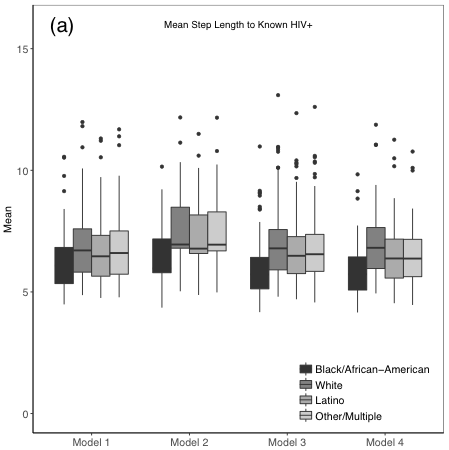 (a)
Mean Step Length to Known HIV+
15
10
5
0
Mean
Black/African−American
White
Latino
Other/Multiple
Model 1 Model 2 Model 3 Model 4